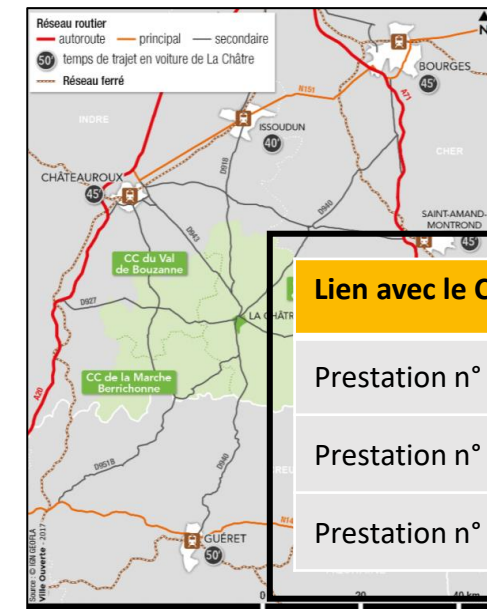 Réseau routier
autoroute principal secondaire
50' temps de trajet en voiture de La Châtre
Réseau ferré
N
BOURGES
45'
A71
N151
INDRE
ISSOUDUN
40'
CHER
D918
CHÂTEAUROUX
45'
D940
SAINT-AMAND-
MONTROND
45'
D943
CC du Val
de Bouzanne
D927
LA CHÂTR
Lien avec le C
CC de la Marche
Berrichonne
A20
Prestation n°
Prestation n°
D951B
D940
N14
GUÉRET
50'
Prestation n°
Source : © IGN GEOFLA
Ville Ouverte - 2017
20
40 km